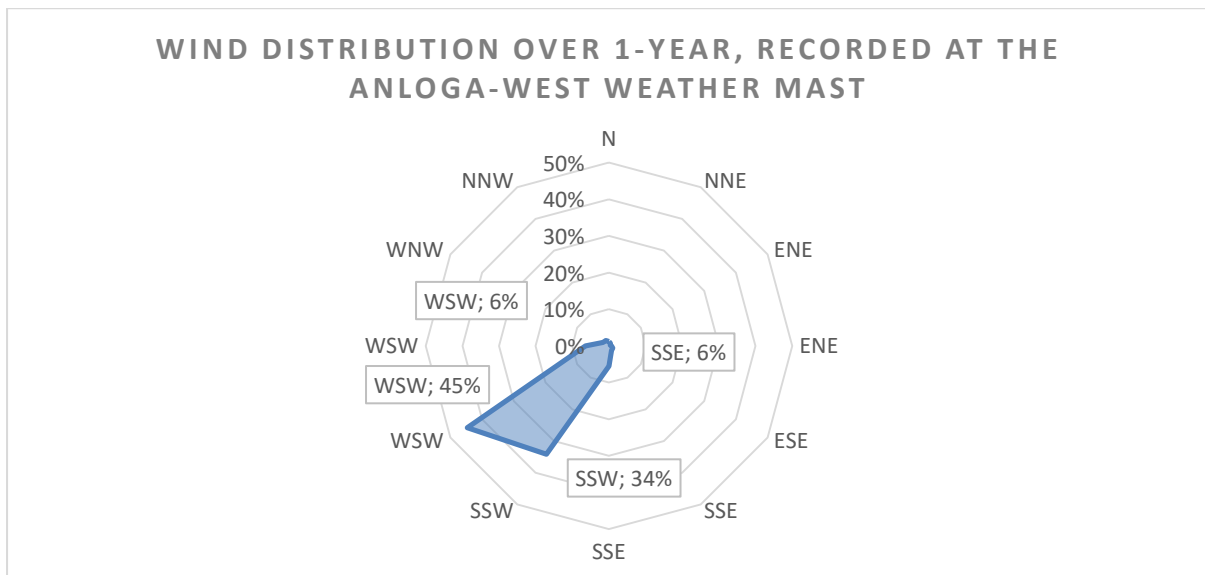 WIND DISTRIBUTION OVER 1-YEAR, RECORDED AT THE
ANLOGA-WEST WEATHER MAST
N
NNE
ENE
ENE
ESE
SSE
SSE
SSW
WSW
WSW
WNW
NNW
50%
40%
30%
20%
10%
0%
WSW; 6%
SSE; 6%
WSW; 45%
SSW; 34%